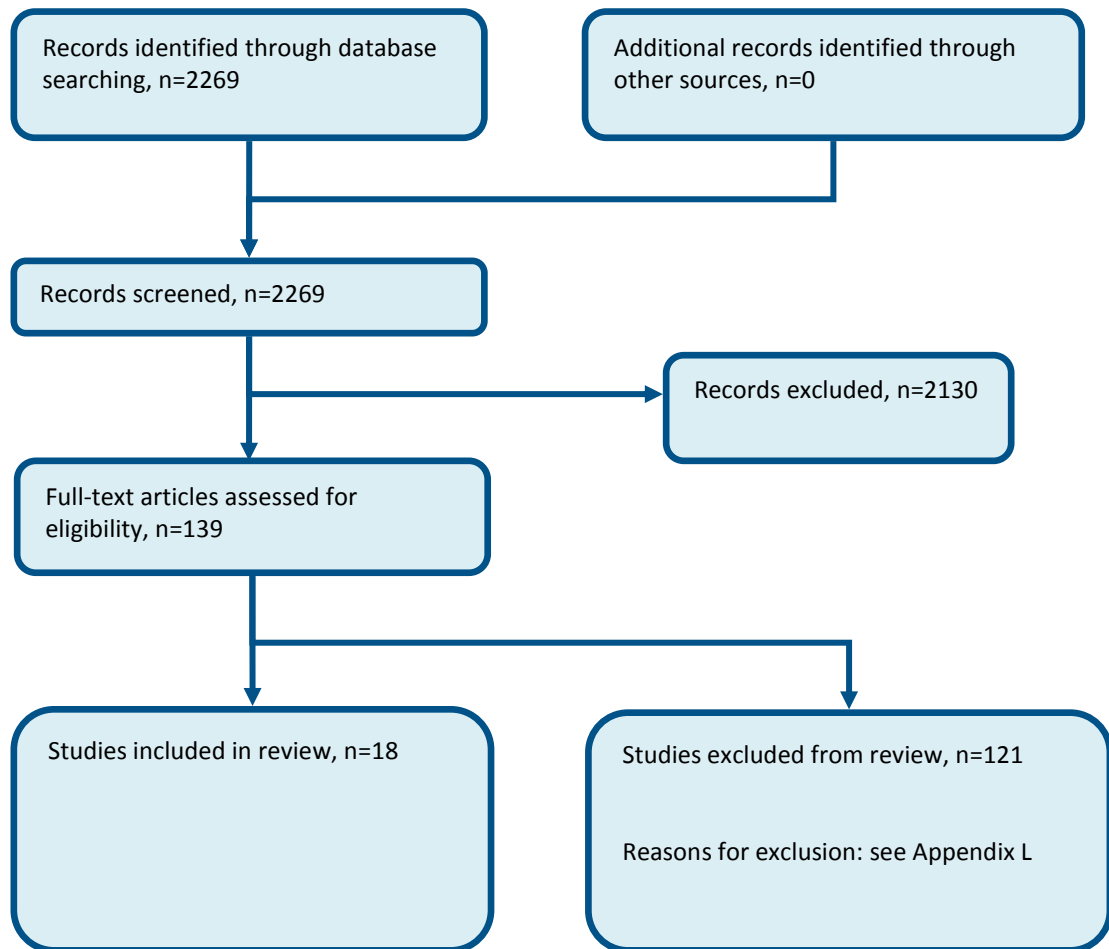 Records identified through database
searching, n=2269
Additional records identified through
other sources, n=0
Records screened, n=2269
Records excluded, n=2130
Full-text articles assessed for
eligibility, n=139
Studies included in review, n=18
Studies excluded from review, n=121
Reasons for exclusion: see Appendix L